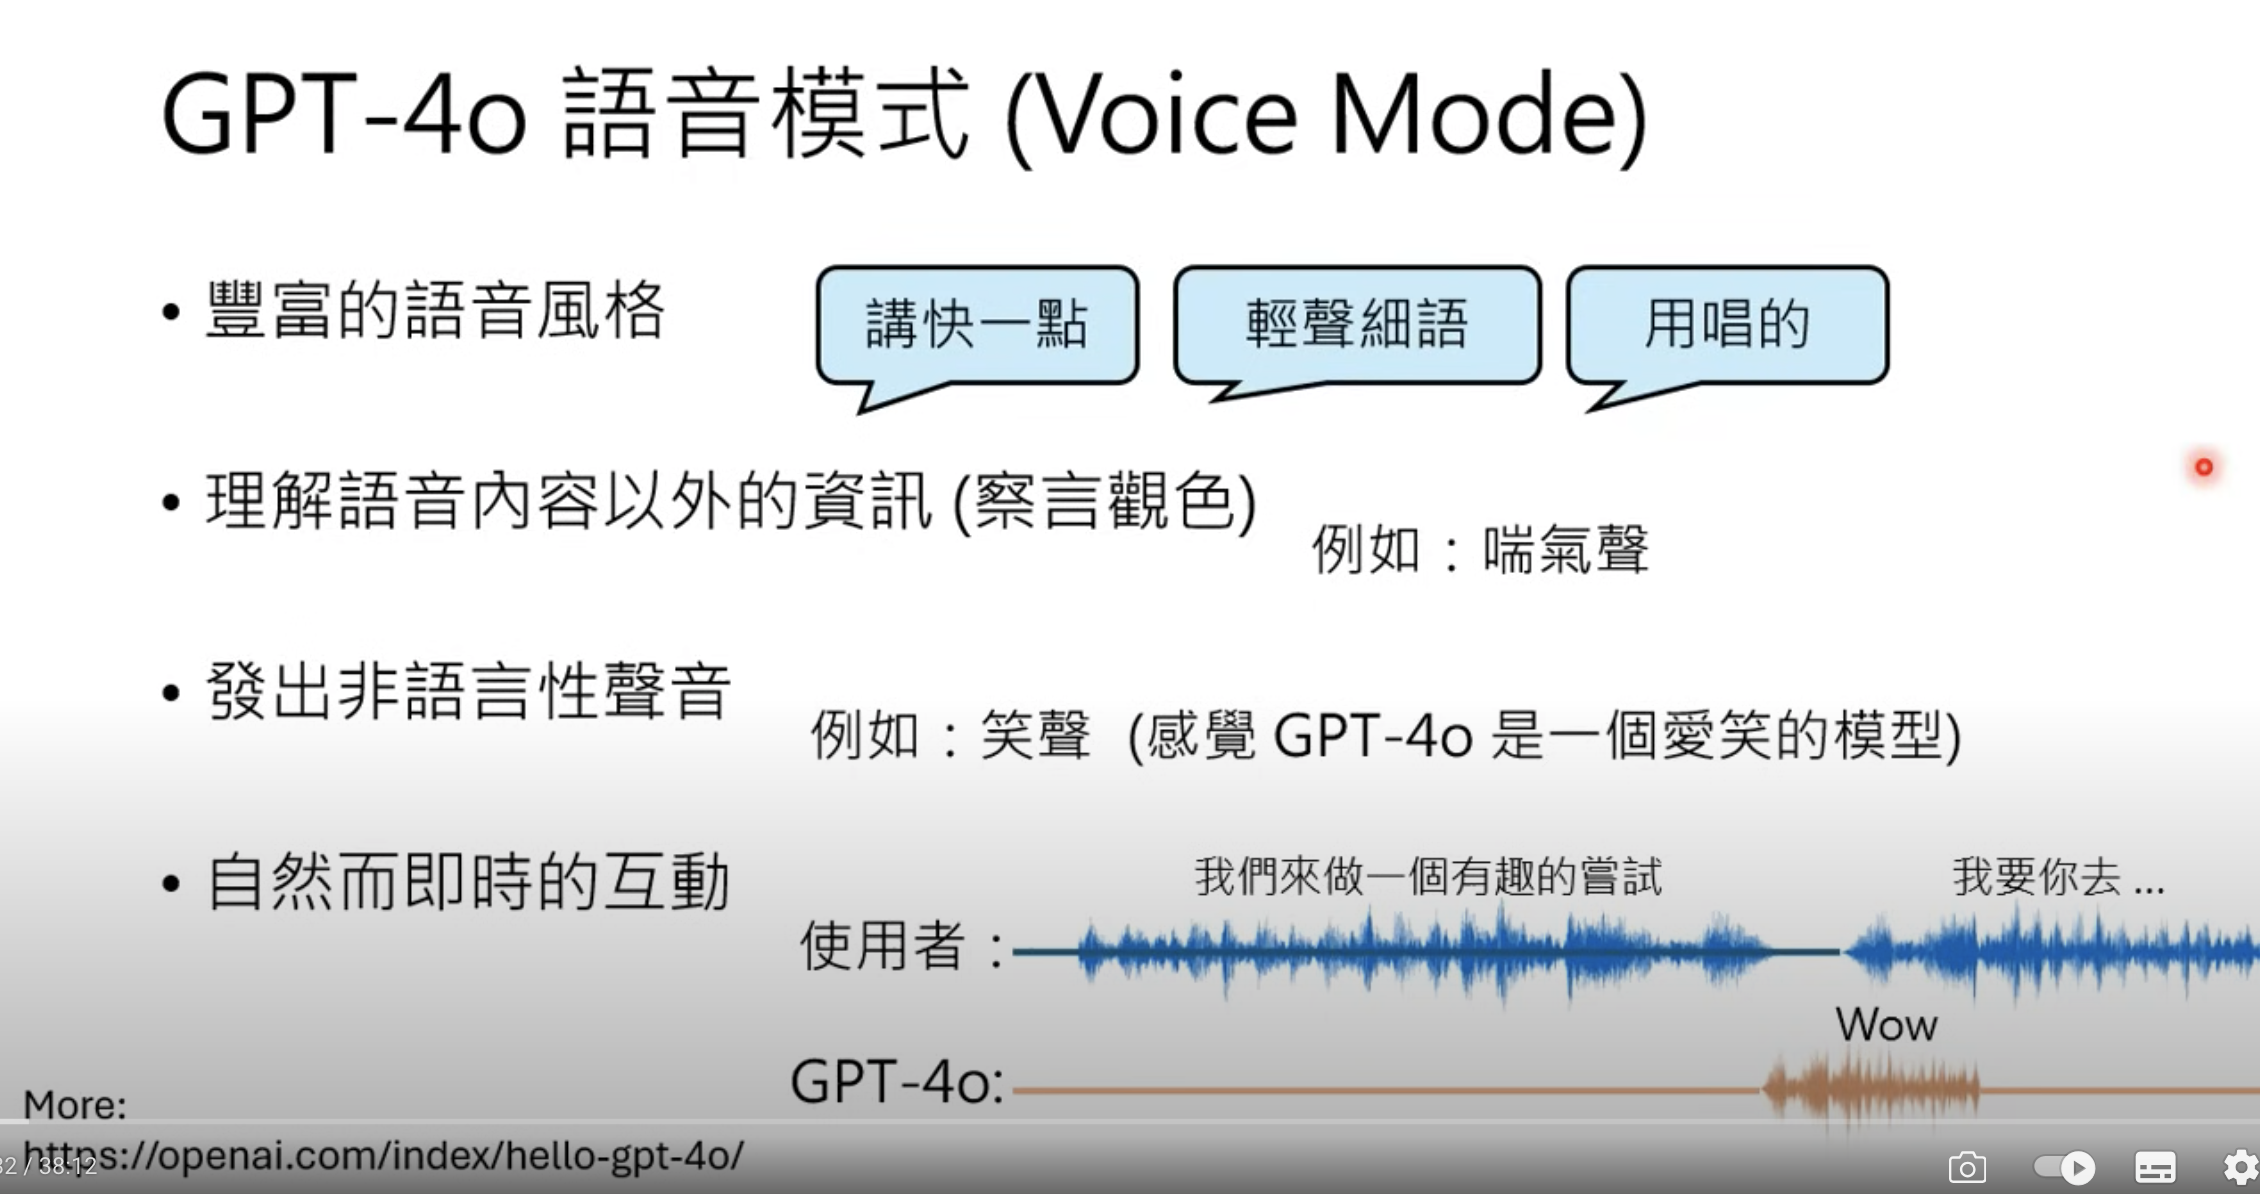 GPT-4o 語音模式 (Voice Mode)
• 豐富的語音風格
講快一點
輕聲細語
用唱的
• 理解語音內容以外的資訊 (察言觀色)
例如：喘氣聲
• 發出非語言性聲音
例如：笑聲 (感覺 GPT-4o 是一個愛笑的模型)
• 自然而即時的互動
我們來做一個有趣的嘗試
我要你去 ...
使用者：
Wow
GPT-4o:
More:
https://openai.com/index/hello-gpt-4o/
32 / 38:12